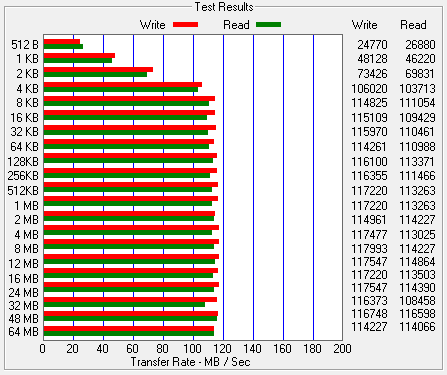 Test Results
Write Read Write Read
512 B 24770 26880
1 KB 48128 46220
2 KB 73426 69831
4 KB 106020 103713
8 KB 114825 111054
16 KB 115109 109429
32 KB 115970 110461
64 KB 114261 110988
128KB 116100 113371
256KB 116355 111466
512KB 117220 113263
1 MB 117220 113263
2 MB 114961 114227
4 MB 117477 113025
8 MB 117993 114227
12 MB 117547 114864
16 MB 117220 113503
24 MB 117547 114390
32 MB 116373 108458
48 MB 116748 116598
64 MB 114227 114066
0 20 40 60 80 100 120 140 160 180 200
Transfer Rate - MB / Sec